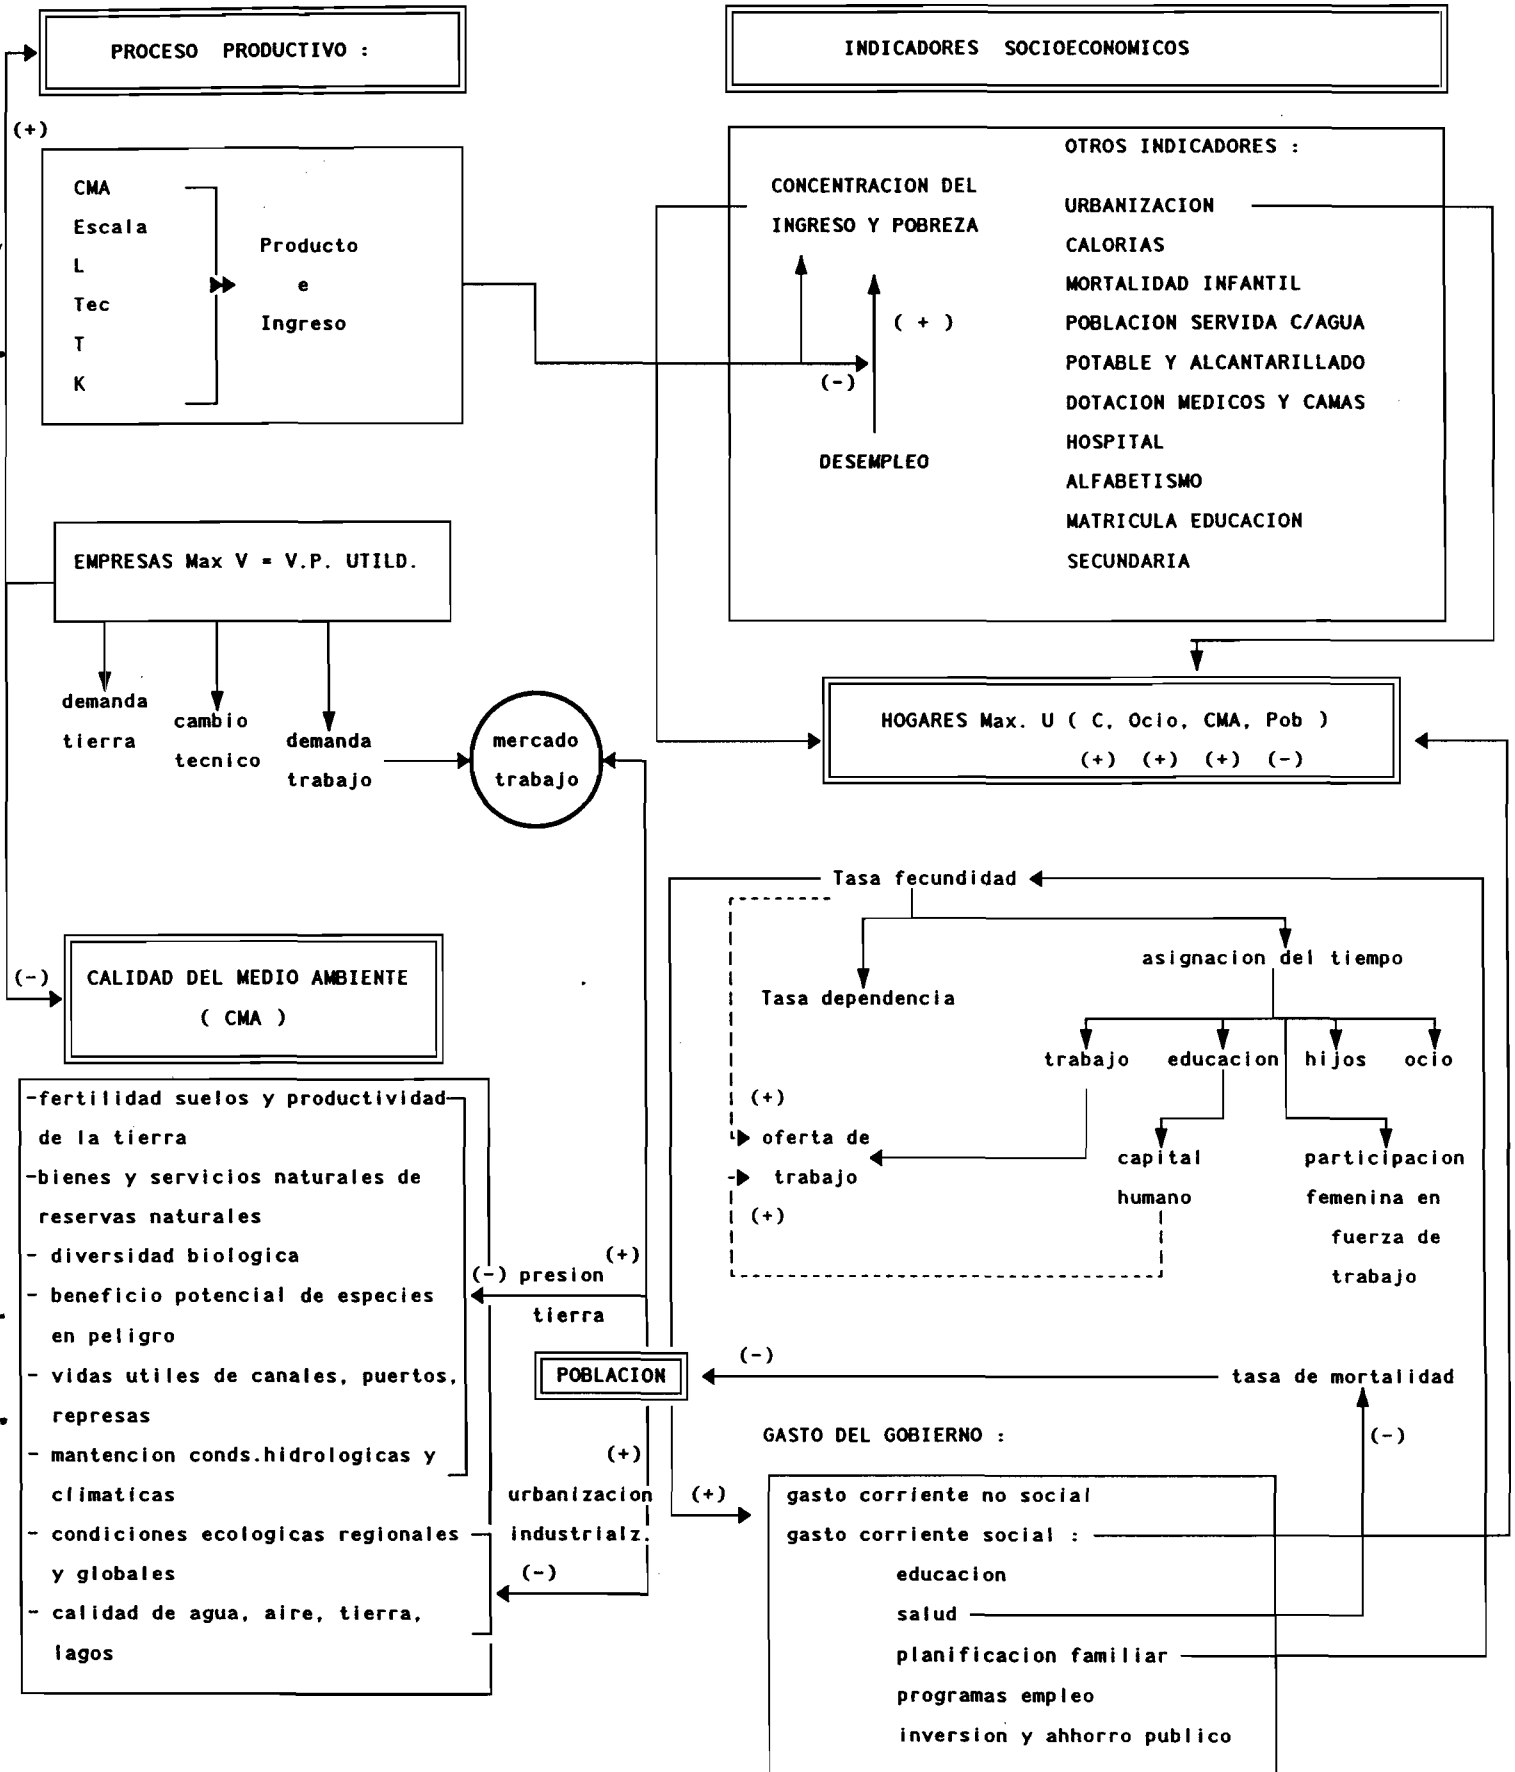 PROCESO PRODUCTIVO :
INDICADORES SOCIOECONOMICOS
(+)
CMA
Escala
L
Tec
T
K
Producto
e
Ingreso
CONCENTRACION DEL
INGRESO Y POBREZA
( + )
(-)
DESEMPLEO
OTROS INDICADORES :
URBANIZACION
CALORIAS
MORTALIDAD INFANTIL
POBLACION SERVIDA C/AGUA
POTABLE Y ALCANTARILLADO
DOTACION MEDICOS Y CAMAS
HOSPITAL
ALFABETISMO
MATRICULA EDUCACION
SECUNDARIA
EMPRESAS Max V = V.P. UTILD.
demanda
tierra
cambio
tecnico
demanda
trabajo
mercado
trabajo
HOGARES Max. U ( C, Ocio, CMA, Pob )
(+) (+) (+) (-)
Tasa fecundidad
asignacion del tiempo
Tasa dependencia
trabajo educacion hijos ocio
(+)
oferta de
trabajo
(+)
capital
humano
participacion
femenina en
fuerza de
trabajo
(-)
CALIDAD DEL MEDIO AMBIENTE
( CMA )
-fertilidad suelos y productividad
de la tierra
-bienes y servicios naturales de
reservas naturales
- diversidad biologica
- beneficio potencial de especies
en peligro
- vidas utiles de canales, puertos,
represas
- mantencion conds.hidrologicas y
climaticas
- condiciones ecologicas regionales
y globales
- calidad de agua, aire, tierra,
lagos
(+)
(-) presion
tierra
POBLACION
(-)
tasa de mortalidad
(-)
(+)
urbanizacion
industrialz.
(-)
(+)
GASTO DEL GOBIERNO :
gasto corriente no social
gasto corriente social :
educacion
salud
planificacion familiar
programas empleo
inversion y ahhorro publico